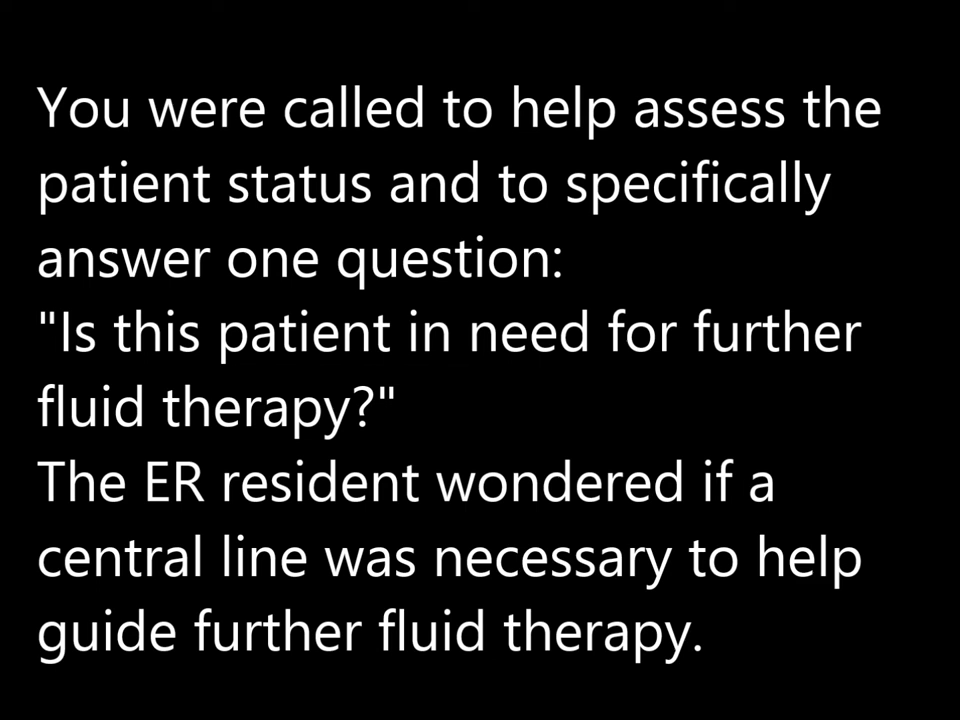 You were called to help assess the
patient status and to specifically
answer one question:
"Is this patient in need for further
fluid therapy?"
The ER resident wondered if a
central line was necessary to help
guide further fluid therapy.